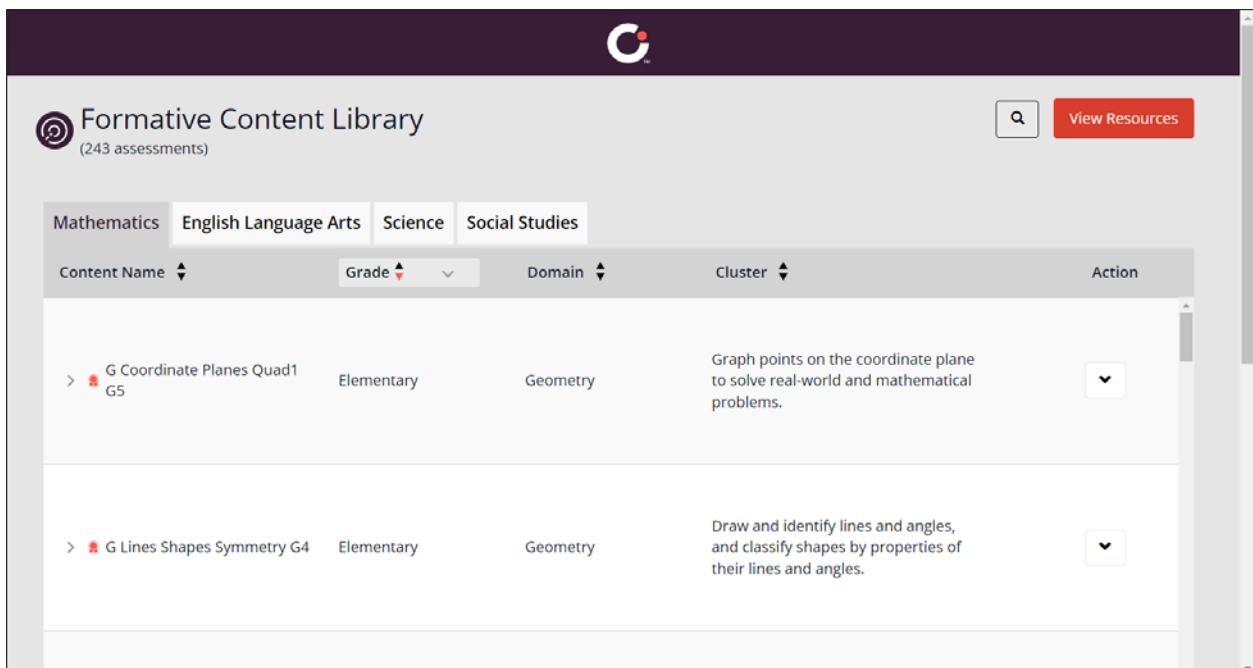 Formative Content Library
(243 assessments)
View Resources
Mathematics English Language Arts Science Social Studies
Content Name Grade Domain Cluster Action
G Coordinate Planes Quad1
G5
Elementary
Geometry
Graph points on the coordinate plane
to solve real-world and mathematical
problems.
G Lines Shapes Symmetry G4
Elementary
Geometry
Draw and identify lines and angles,
and classify shapes by properties of
their lines and angles.